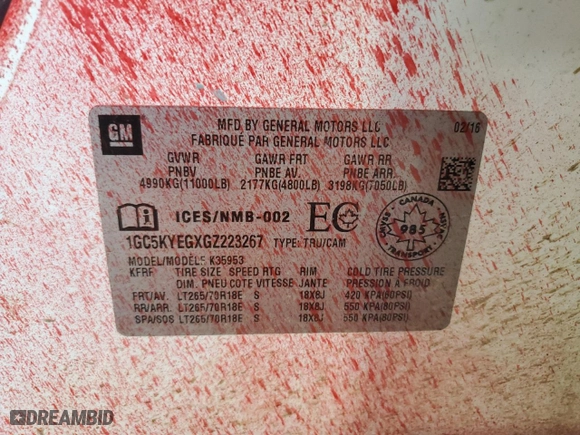 GM
MFD BY GENERAL MOTORS LLC
02/16
FABRIQUÉ PAR GENERAL MOTORS LLC
GVWR GAWR FRT GAWR RR
PNBV PNBE AV. PNBE ARR.
4990KG(11000LB) 2177KG(4800LB) 3198KG(7050LB)
ICES/NMB-002 EC
CANADA
SVNAC 985
TRANSPORT
1GC5KYEGXGZ223267 TYPE: TRU/CAM
MODEL/MODÈLE K35953
TIRE SIZE SPEED RTG RIM COLD TIRE PRESSURE
DIM. PNEU COTE VITESSE JANTE PRESSION A FROID
FRT/AV. LT265/70R18E S 18X8J 420 KPA(60PSI)
RR/ARR. LT265/70R18E S 18X8J 550 KPA(80PSI)
SPA/SOS LT265/70R18E S 18X8J 550 KPA(80PSI)
DREAMBID